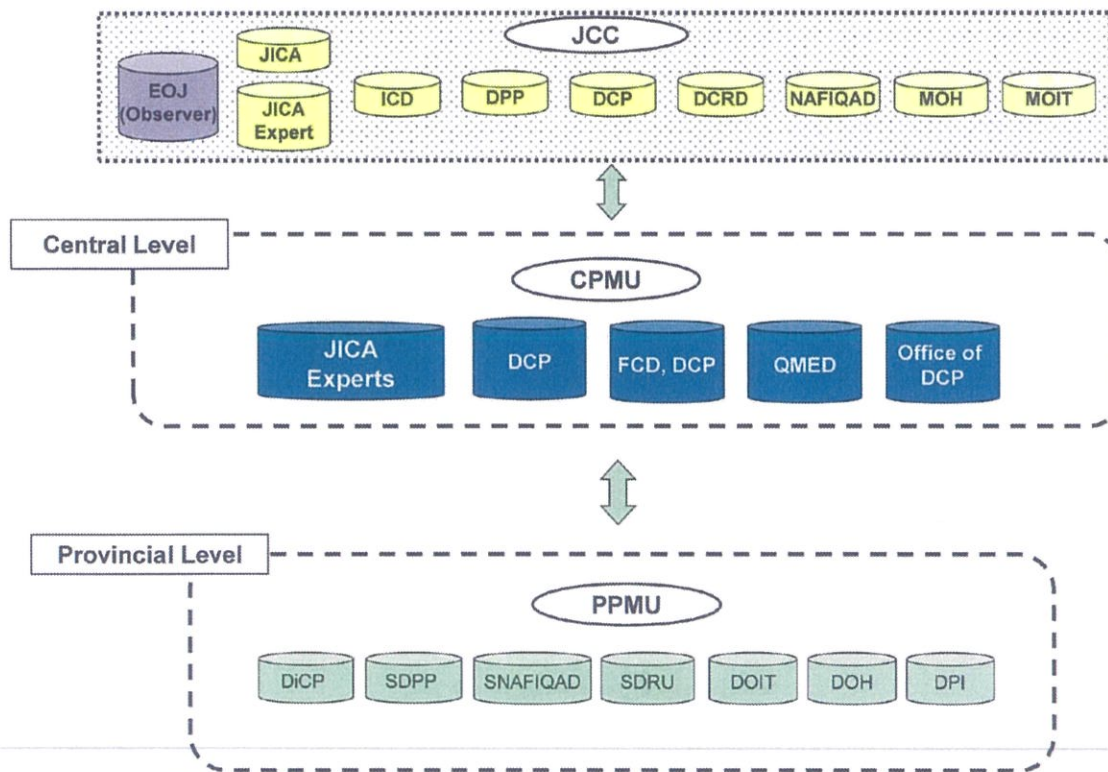 JCC
EOJ
(Observer)
JICA
JICA
Expert
ICD
DPP
DCP
DCRD
NAFIQAD
MOH
MOIT
Central Level
CPMU
JICA
Experts
DCP
FCD, DCP
QMED
Office of
DCP
Provincial Level
PPMU
DiCP
SDPP
SNAFIQAD
SDRU
DOIT
DOH
DPI